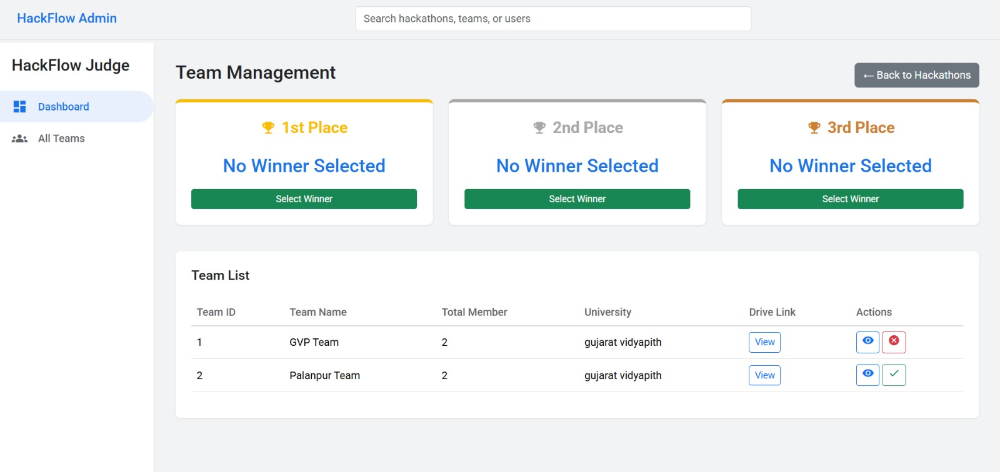 HackFlow Admin
Search hackathons, teams, or users
HackFlow Judge
Dashboard
All Teams
Team Management
← Back to Hackathons
1st Place
No Winner Selected
Select Winner
2nd Place
No Winner Selected
Select Winner
3rd Place
No Winner Selected
Select Winner
Team List
Team ID Team Name Total Member University Drive Link Actions
1 GVP Team 2 gujarat vidyapith View
2 Palanpur Team 2 gujarat vidyapith View